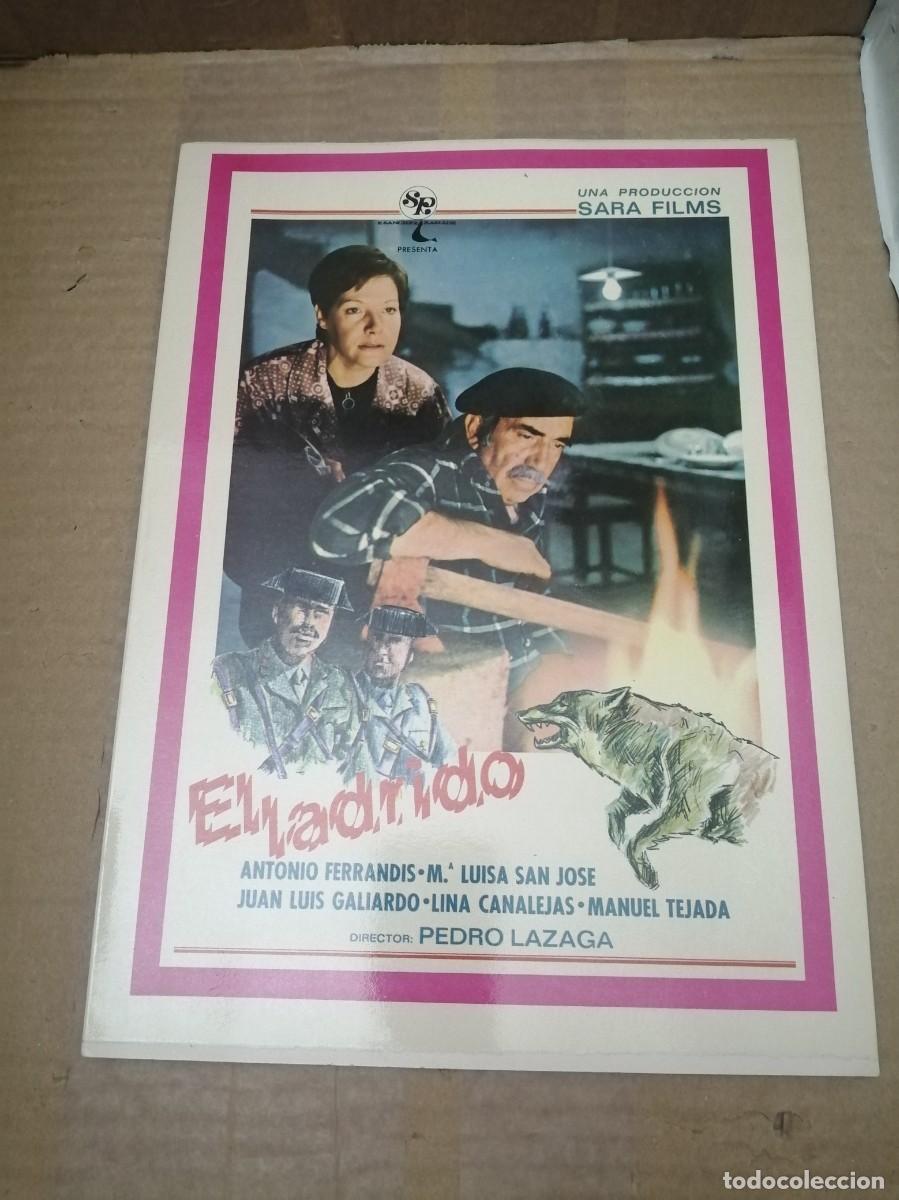 SP.
PRESENTA
UNA PRODUCCION
SARA FILMS
El ladrido
ANTONIO FERRANDIS • M.ª LUISA SAN JOSE
JUAN LUIS GALIARDO • LINA CANALEJAS • MANUEL TEJADA
DIRECTOR: PEDRO LAZAGA
todocoleccion